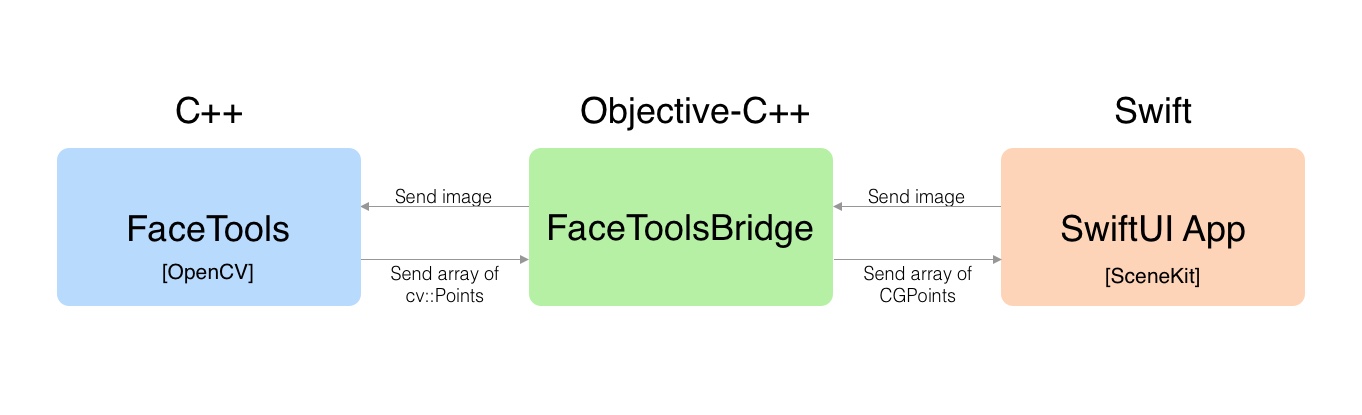 C++
Objective-C++
Swift
FaceTools
[OpenCV]
Send image
Send array of
cv::Points
FaceToolsBridge
Send image
Send array of
CGPoints
SwiftUI App
[SceneKit]